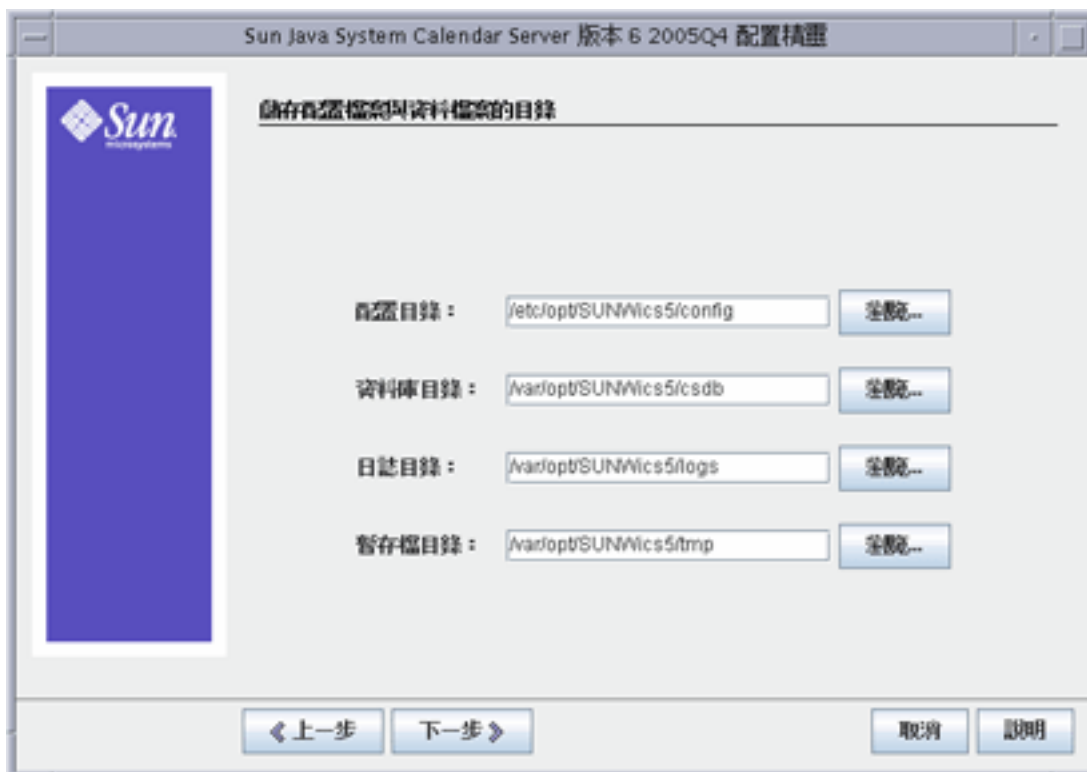 Sun Java System Calendar Server 版本 6 2005Q4 配置精靈
Sun
microsystems
儲存配置檔案與資料檔案的目錄
配置目錄：
/etc/opt/SUNWics5/config
瀏覽...
資料庫目錄：
/var/opt/SUNWics5/csdb
瀏覽...
日誌目錄：
/var/opt/SUNWics5/logs
瀏覽...
暫存檔目錄：
/var/opt/SUNWics5/tmp
瀏覽...
上一步
下一步
取消
說明